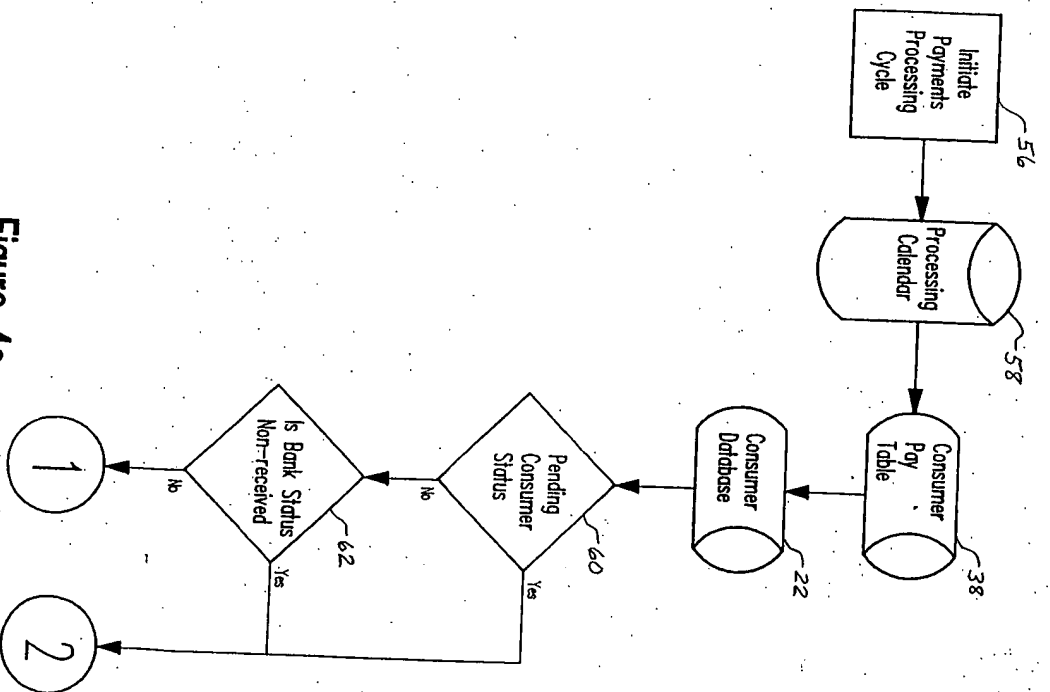 Initiate
Payments
Processing
Cycle
56
Processing
Calendar
58
Consumer
Pay
Table
38
Consumer
Database
22
Pending
Consumer
Status
60
Yes
No
Is Bank Status
Non-received
62
Yes
No
1
2
Figure